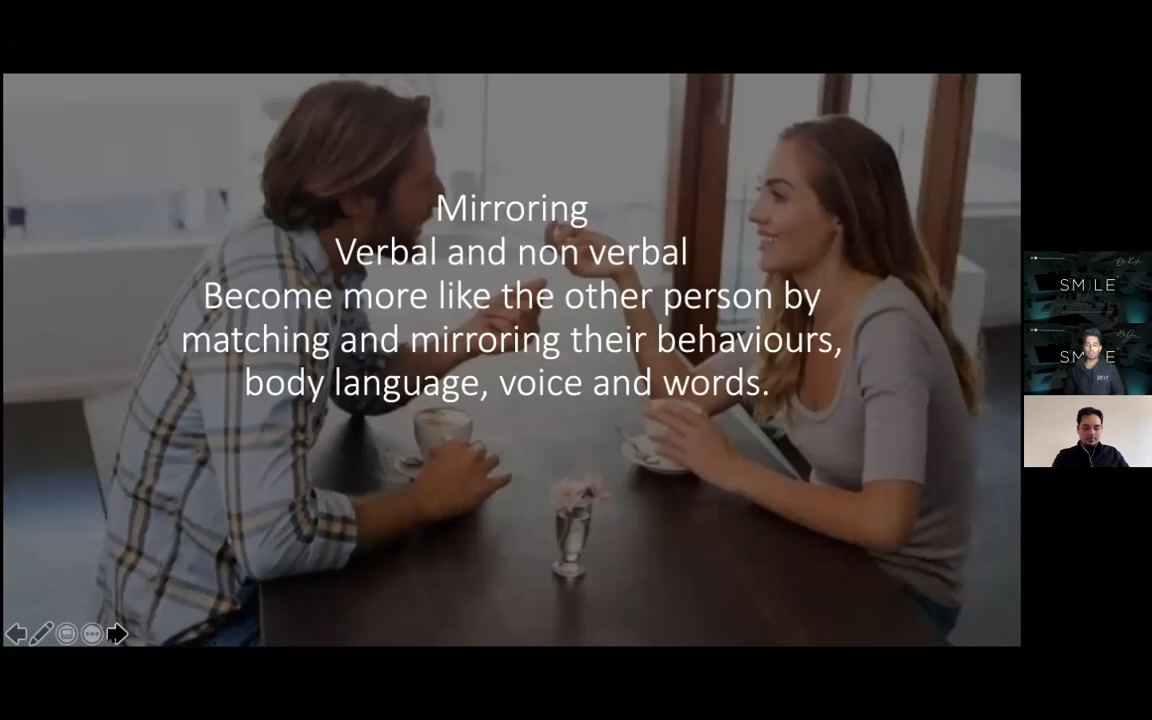 Mirroring
Verbal and non verbal
Become more like the other person by
matching and mirroring their behaviours,
body language, voice and words.
SMILE